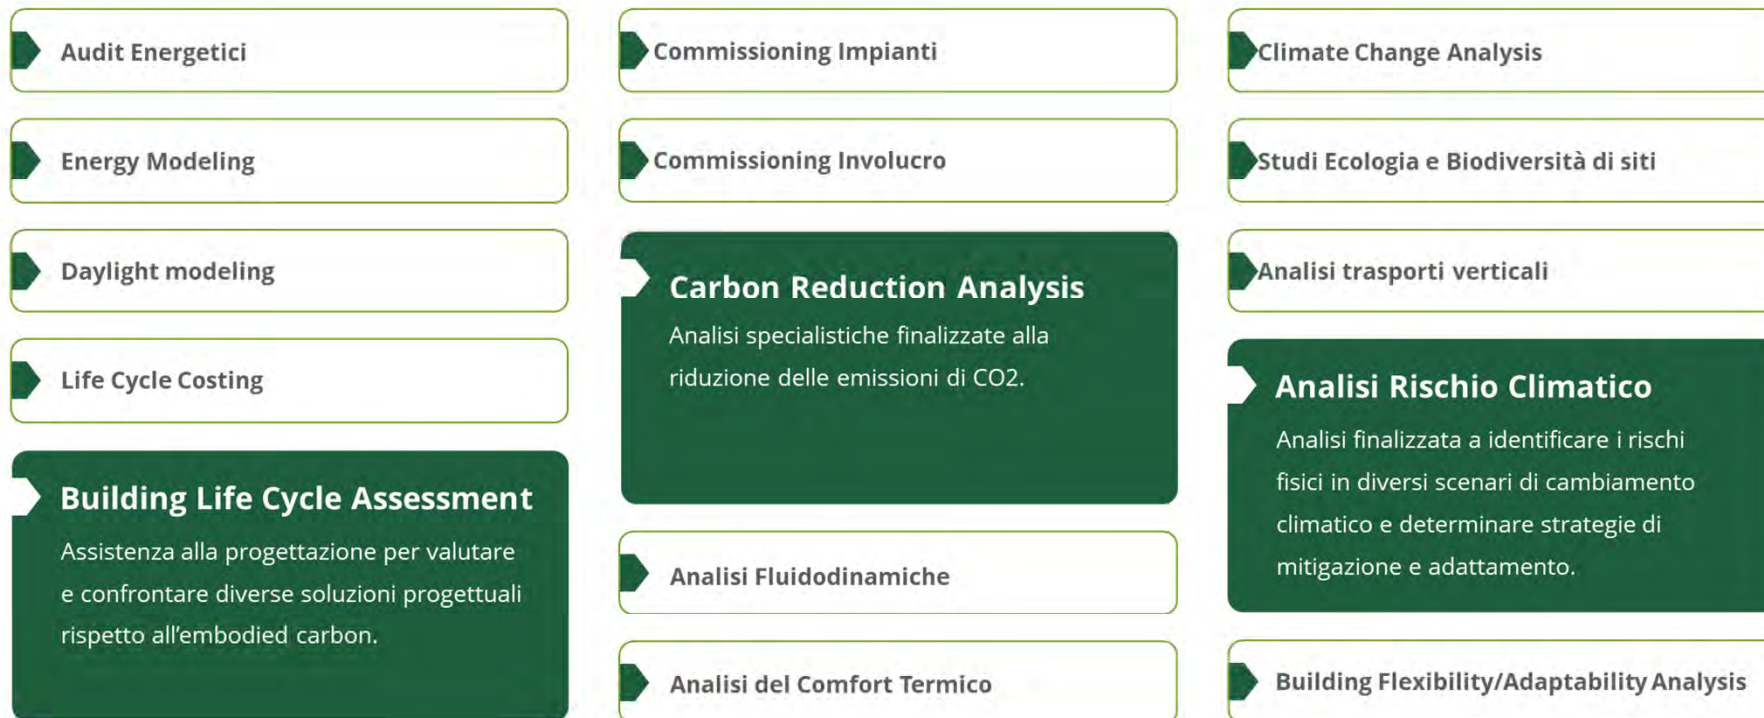 Audit Energetici
Energy Modeling
Daylight modeling
Life Cycle Costing
Building Life Cycle Assessment
Assistenza alla progettazione per valutare
e confrontare diverse soluzioni progettuali
rispetto all’embodied carbon.
Commissioning Impianti
Commissioning Involucro
Carbon Reduction Analysis
Analisi specialistiche finalizzate alla
riduzione delle emissioni di CO2.
Analisi Fluidodinamiche
Analisi del Comfort Termico
Climate Change Analysis
Studi Ecologia e Biodiversità di siti
Analisi trasporti verticali
Analisi Rischio Climatico
Analisi finalizzata a identificare i rischi
fisici in diversi scenari di cambiamento
climatico e determinare strategie di
mitigazione e adattamento.
Building Flexibility/Adaptability Analysis